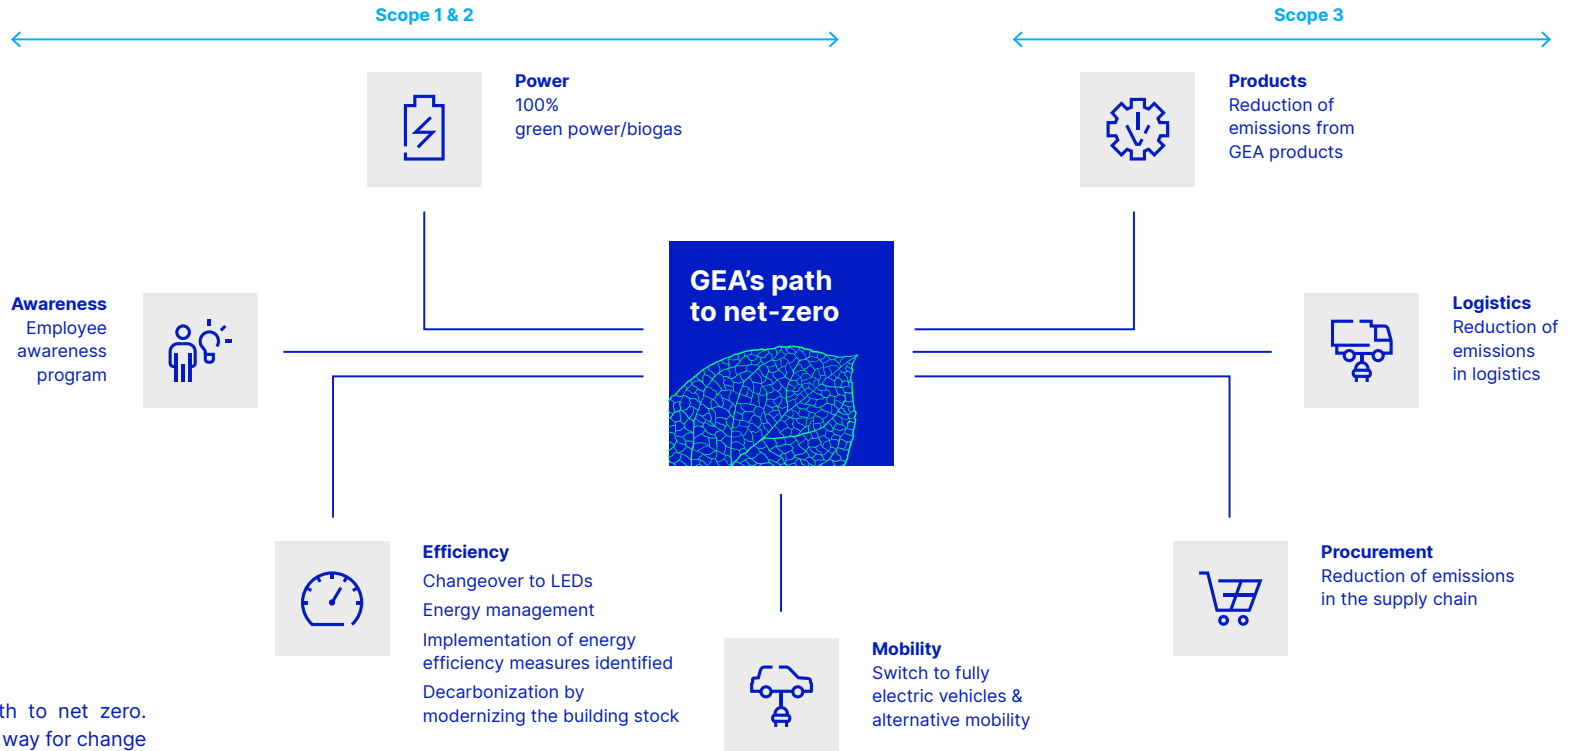 Scope 1 & 2
Scope 3
Power
100%
green power/biogas
Products
Reduction of
emissions from
GEA products
GEA’s path
to net-zero
Awareness
Employee
awareness
program
Logistics
Reduction of
emissions
in logistics
Efficiency
Changeover to LEDs
Energy management
Implementation of energy
efficiency measures identified
Decarbonization by
modernizing the building stock
Mobility
Switch to fully
electric vehicles &
alternative mobility
Procurement
Reduction of emissions
in the supply chain
to net zero.
way for change